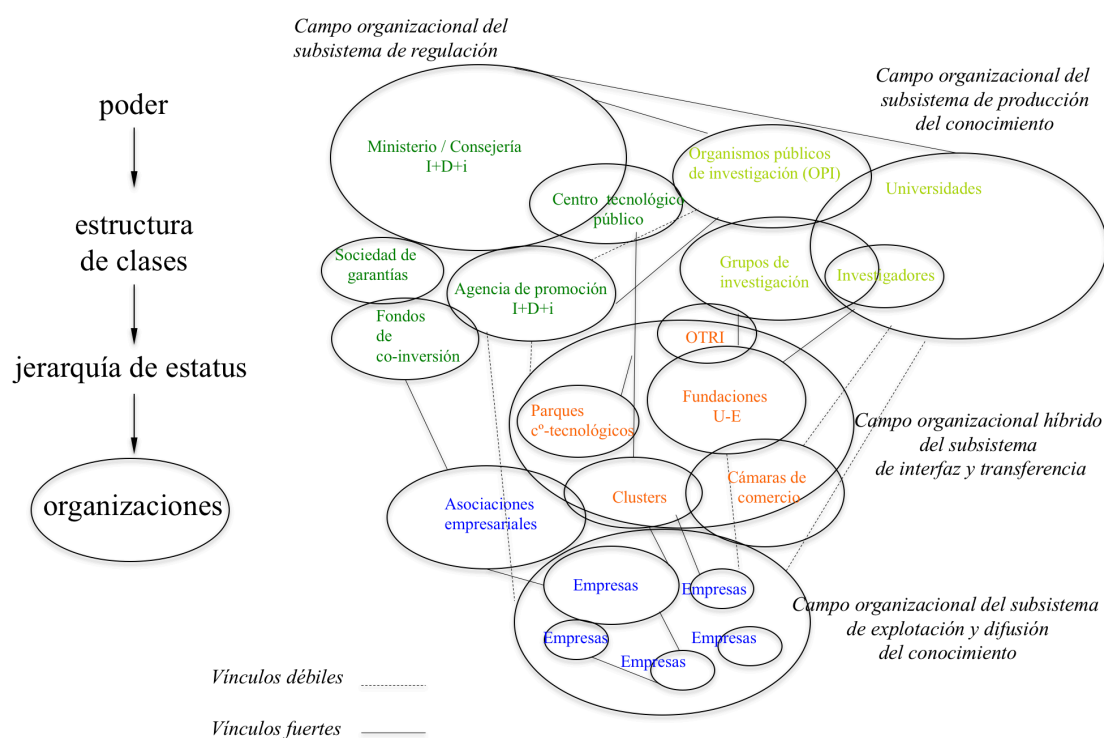 Campo organizacional del
subsistema de regulación
Campo organizacional del
subsistema de producción
del conocimiento
poder
estructura
de clases
jerarquía de estatus
organizaciones
Ministerio / Consejería
I+D+i
Organismos públicos
de investigación (OPI)
Universidades
Centro tecnológico
público
Sociedad de
garantías.
Agencia de promoción
I+D+i
Grupos de
investigación
Investigadores
Fondos
de
co-inversión
OTRI
Parques
cº-tecnológicos
Fundaciones
U-E
Campo organizacional híbrido
del subsistema
de interfaz y transferencia
Asociaciones
empresariales
Clusters
Cámaras de
comercio
Empresas
Empresas
Empresas
Empresas
Empresas
Campo organizacional del subsistema
de explotación y difusión
del conocimiento
Vínculos débiles
Vínculos fuertes